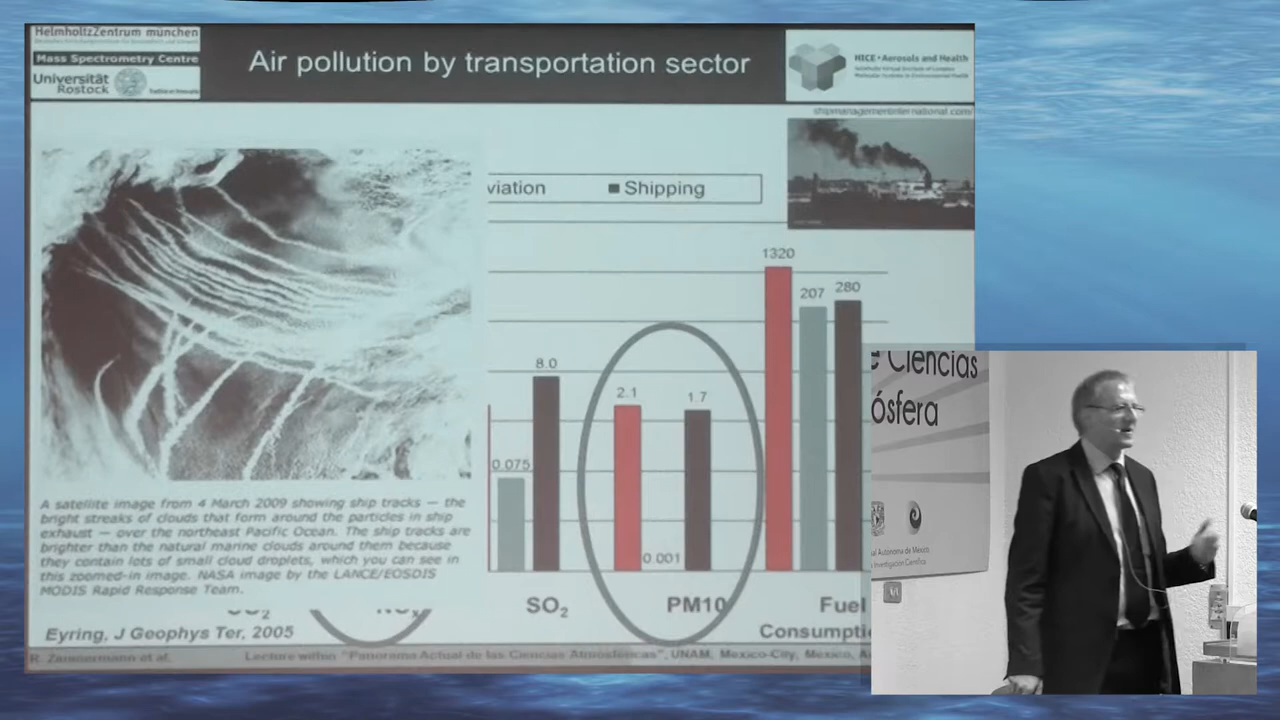 HelmholtzZentrum münchen
Mass Spectrometry Centre
Universität
Rostock
Air pollution by transportation sector
HICE • Aerosols and Health
shipmanagementinternational.com/
viation
Shipping
1320
207
280
8.0
0.075
2.1
1.7
0.001
SO2
PM10
Fuel
Consumpti
A satellite image from 4 March 2009 showing ship tracks — the
bright streaks of clouds that form around the particles in ship
exhaust — over the northeast Pacific Ocean. The ship tracks are
brighter than the natural marine clouds around them because
they contain lots of small cloud droplets, which you can see in
this zoomed-in image. NASA image by the LANCE/EOSDIS
MODIS Rapid Response Team.
Eyring, J Geophys Ter, 2005
R. Zimmermann et al.
Lecture within "Panorama Actual de las Ciencias Atmosféricas", UNAM, Mexico-City, Mexico, A
e Ciencias
ósfera
al Autónoma de México
Investigación Científica